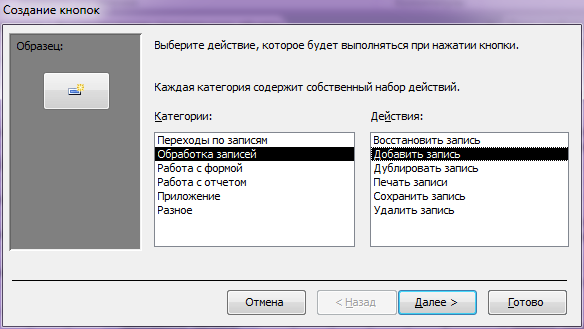 Создание кнопок
Образец:
Выберите действие, которое будет выполняться при нажатии кнопки.
Каждая категория содержит собственный набор действий.
Категории:
Переходы по записям
Обработка записей
Работа с формой
Работа с отчетом
Приложение
Разное
Действия:
Восстановить запись
Добавить запись
Дублировать запись
Печать записи
Сохранить запись
Удалить запись
Отмена
< Назад
Далее >
Готово